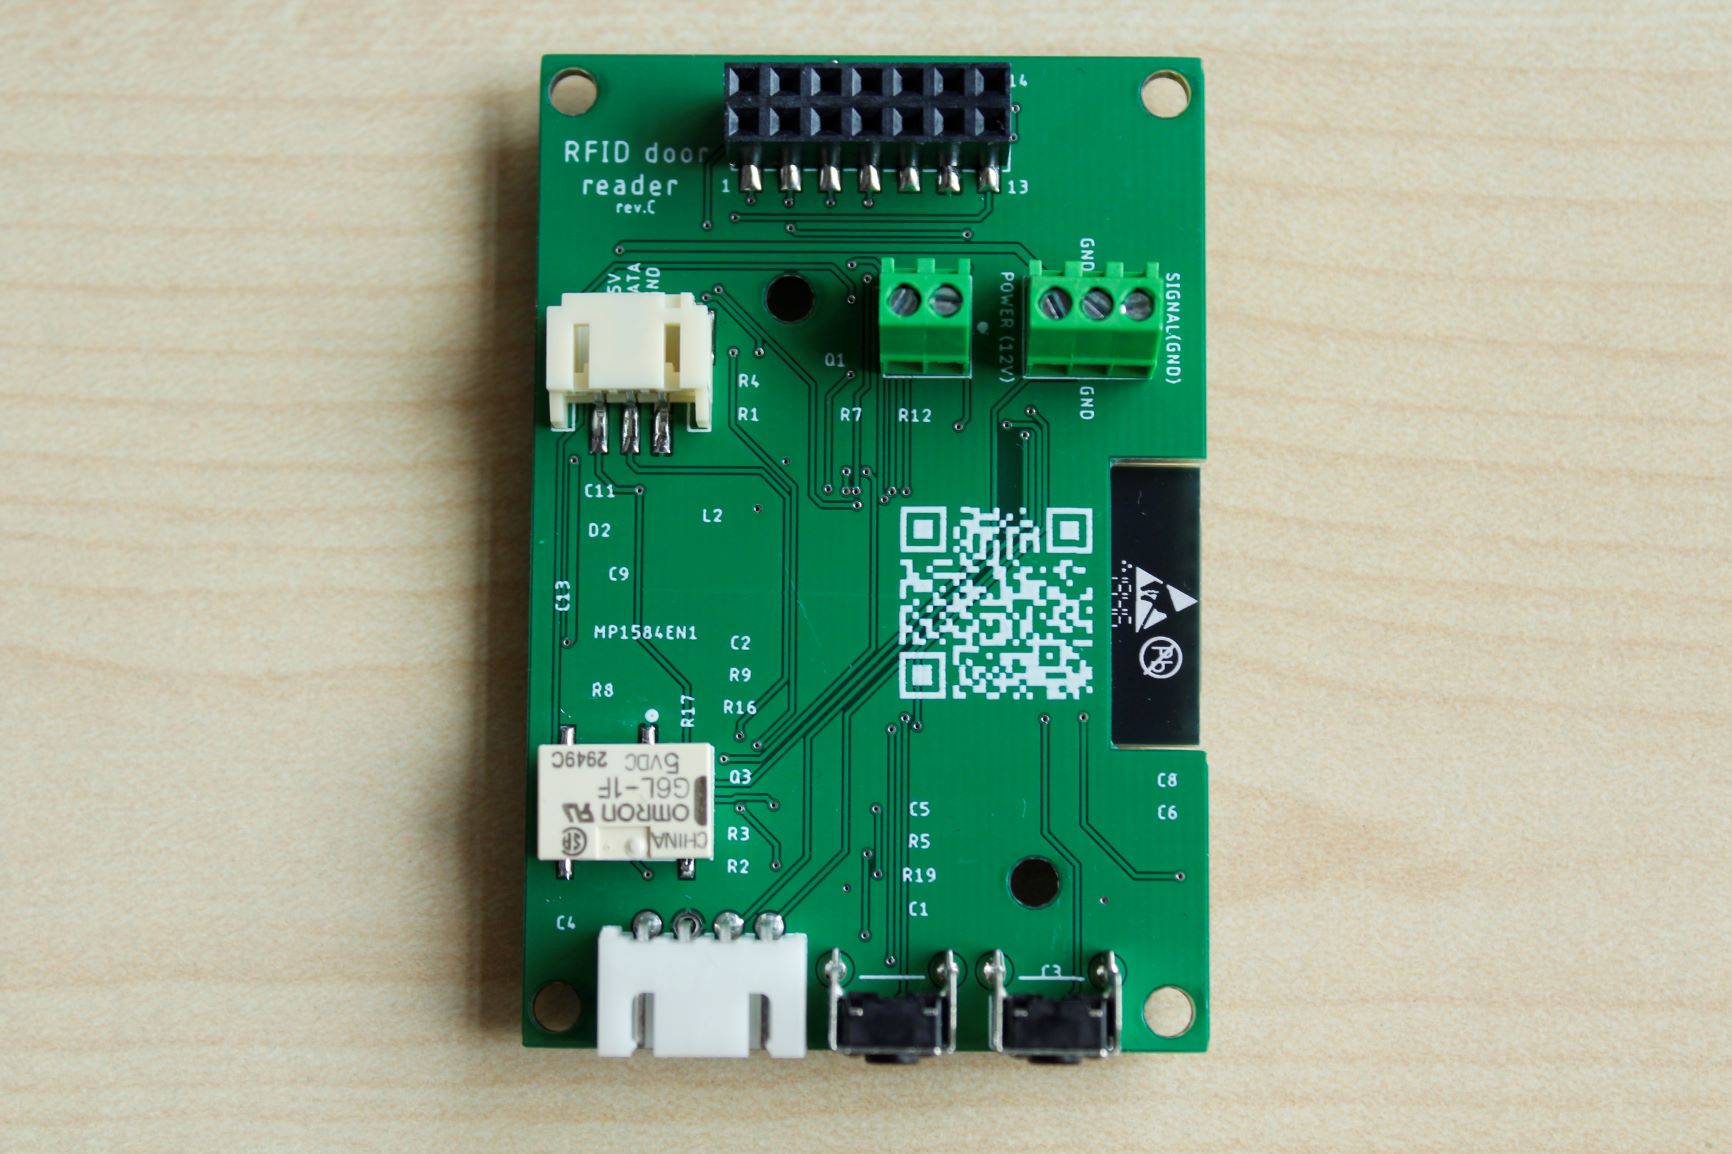 14
RFID door
reader
rev.C
1
13
GND
5V
POWER (12V)
SIGNAL(GND)
Q1
R4
R1
R7
R12
GND
C11
L2
D2
C9
C13
MP1584EN1
C2
R9
R8
R16
R17
2949C
5VDC
G6L-1F
OMRON
CHINA
Q3
R3
R2
C8
C6
C5
R5
R19
C1
C4
C3
Pb